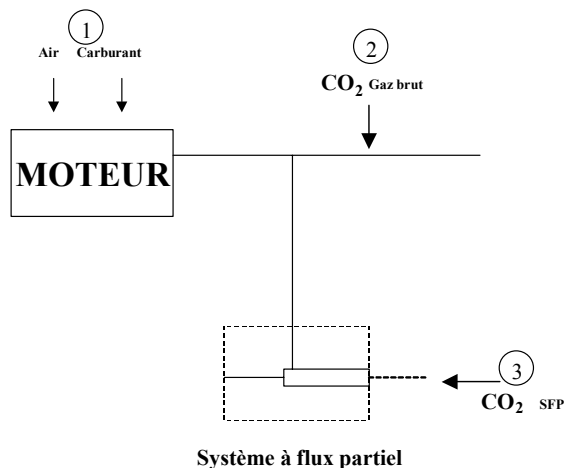 1
Air Carburant
2
CO2 Gaz brut
MOTEUR
3
CO2 SFP
Système à flux partiel